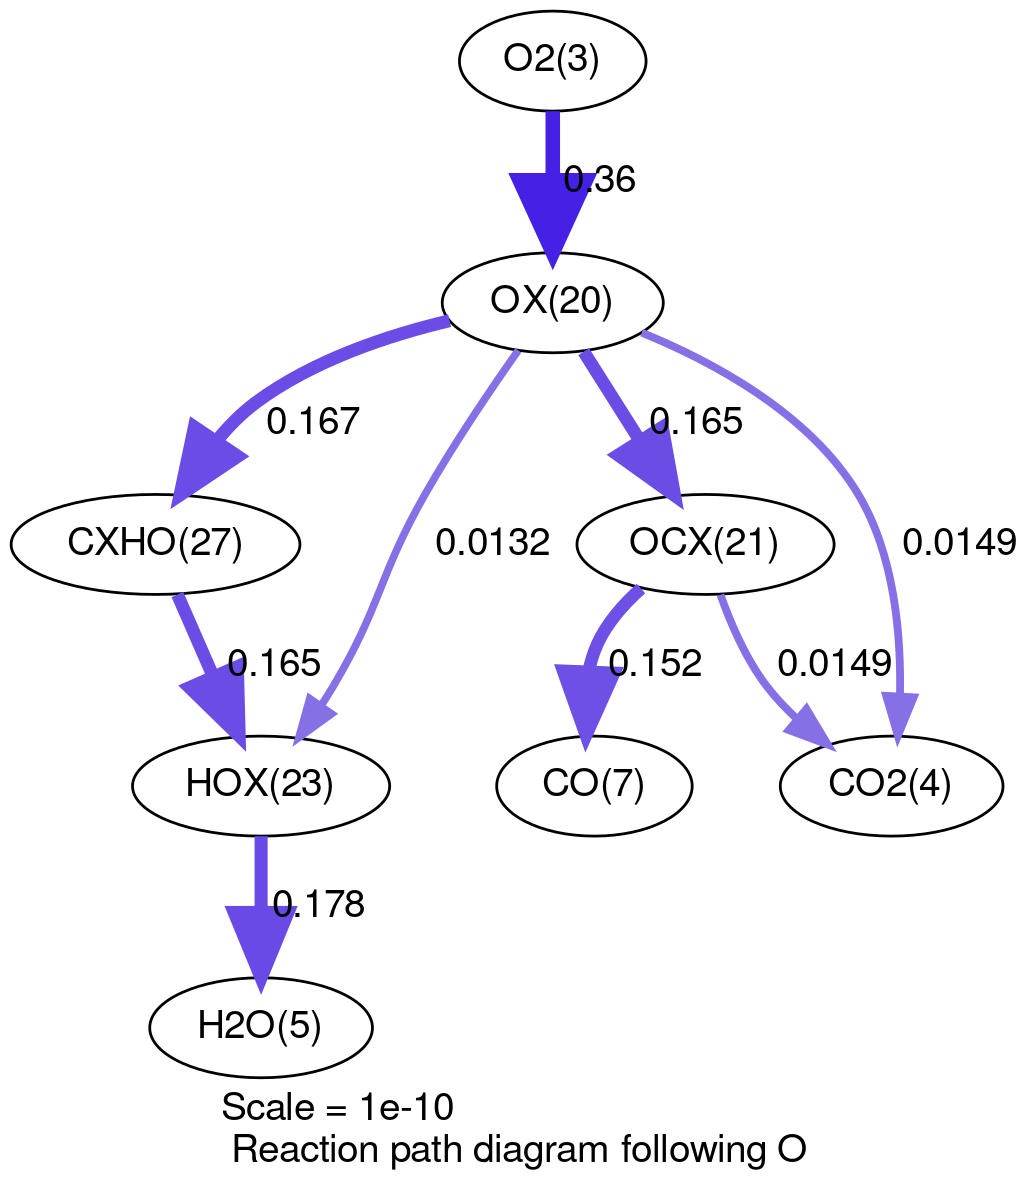 O2(3)
0.36
OX(20)
0.167
0.165
CXHO(27)
0.0132
OCX(21)
0.0149
0.165
0.152
0.0149
HOX(23)
CO(7)
CO2(4)
0.178
H2O(5)
Scale = 1e-10
Reaction path diagram following O